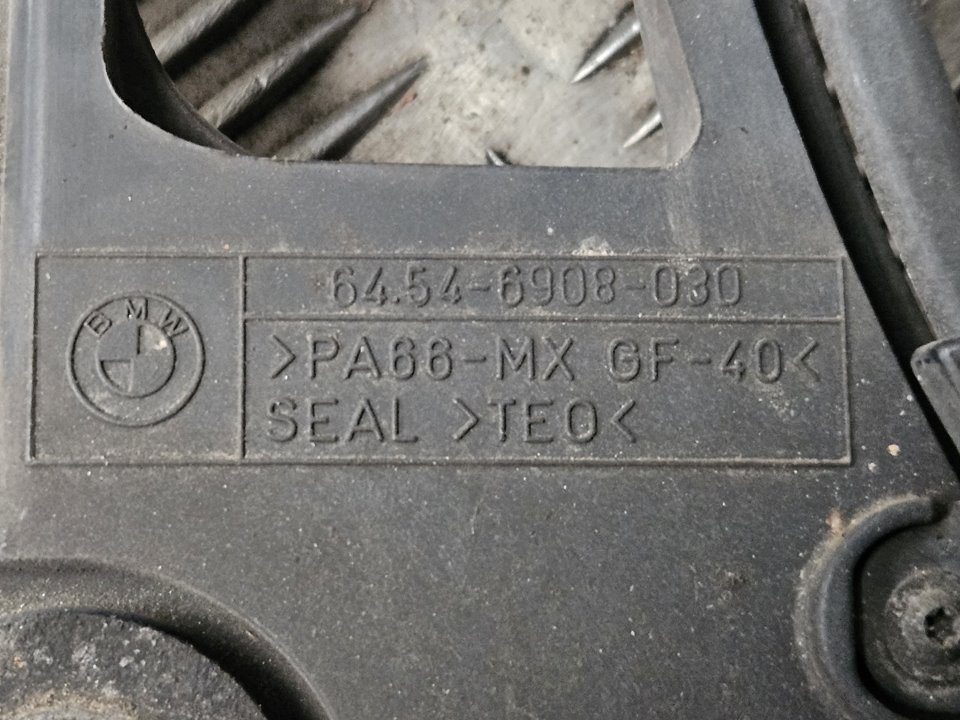 BMW
64.54-6908-030
>PA66-MX GF-40<
SEAL >TEO<